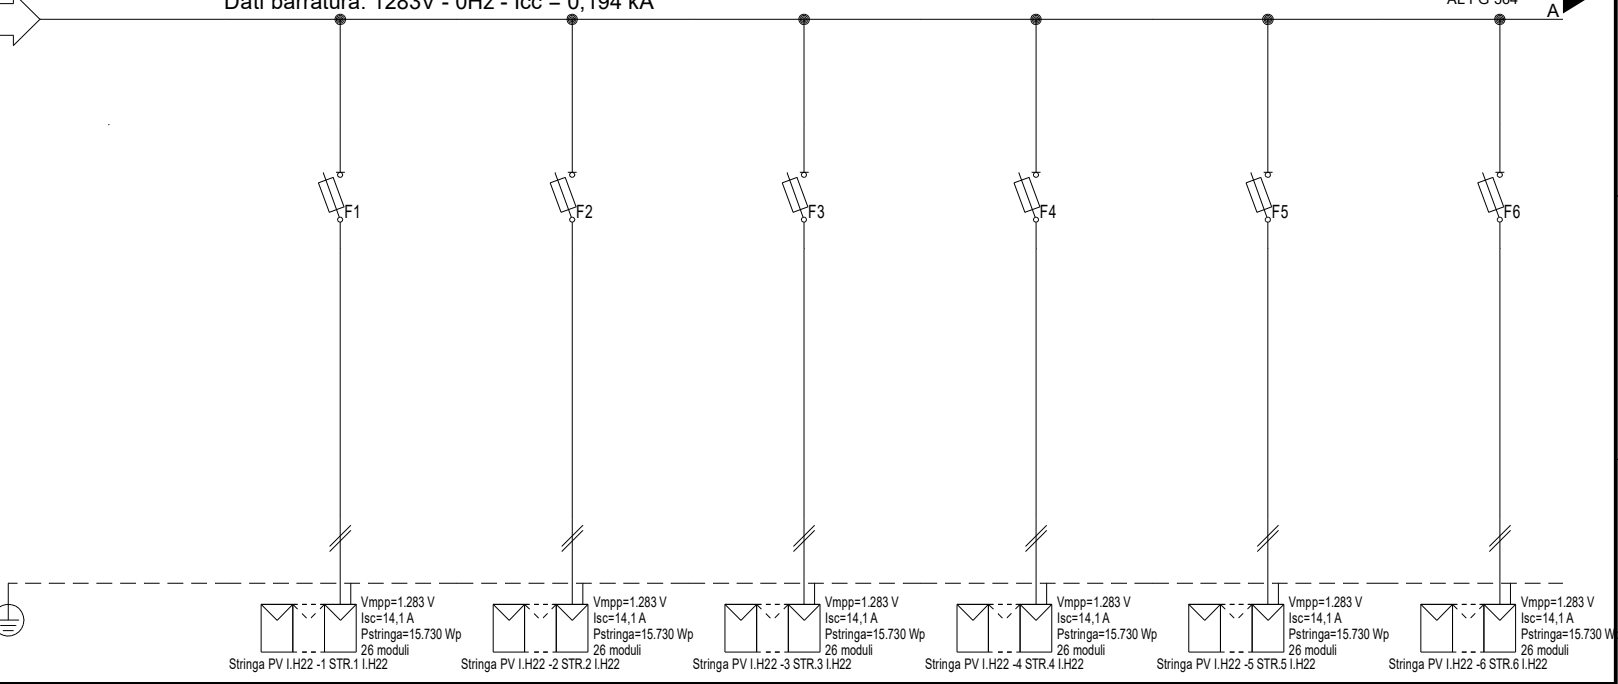 Dati barratura: 1283V - 0Hz - Icc = 0,194 kA
A
F1
F2
F3
F4
F5
F6
Vmpp=1.283 V
Isc=14,1 A
Pstringa=15.730 Wp
26 moduli
Stringa PV I.H22 -1 STR.1 I.H22
Vmpp=1.283 V
Isc=14,1 A
Pstringa=15.730 Wp
26 moduli
Stringa PV I.H22 -2 STR.2 I.H22
Vmpp=1.283 V
Isc=14,1 A
Pstringa=15.730 Wp
26 moduli
Stringa PV I.H22 -3 STR.3 I.H22
Vmpp=1.283 V
Isc=14,1 A
Pstringa=15.730 Wp
26 moduli
Stringa PV I.H22 -4 STR.4 I.H22
Vmpp=1.283 V
Isc=14,1 A
Pstringa=15.730 Wp
26 moduli
Stringa PV I.H22 -5 STR.5 I.H22
Vmpp=1.283 V
Isc=14,1 A
Pstringa=15.730 W
26 moduli
Stringa PV I.H22 -6 STR.6 I.H22